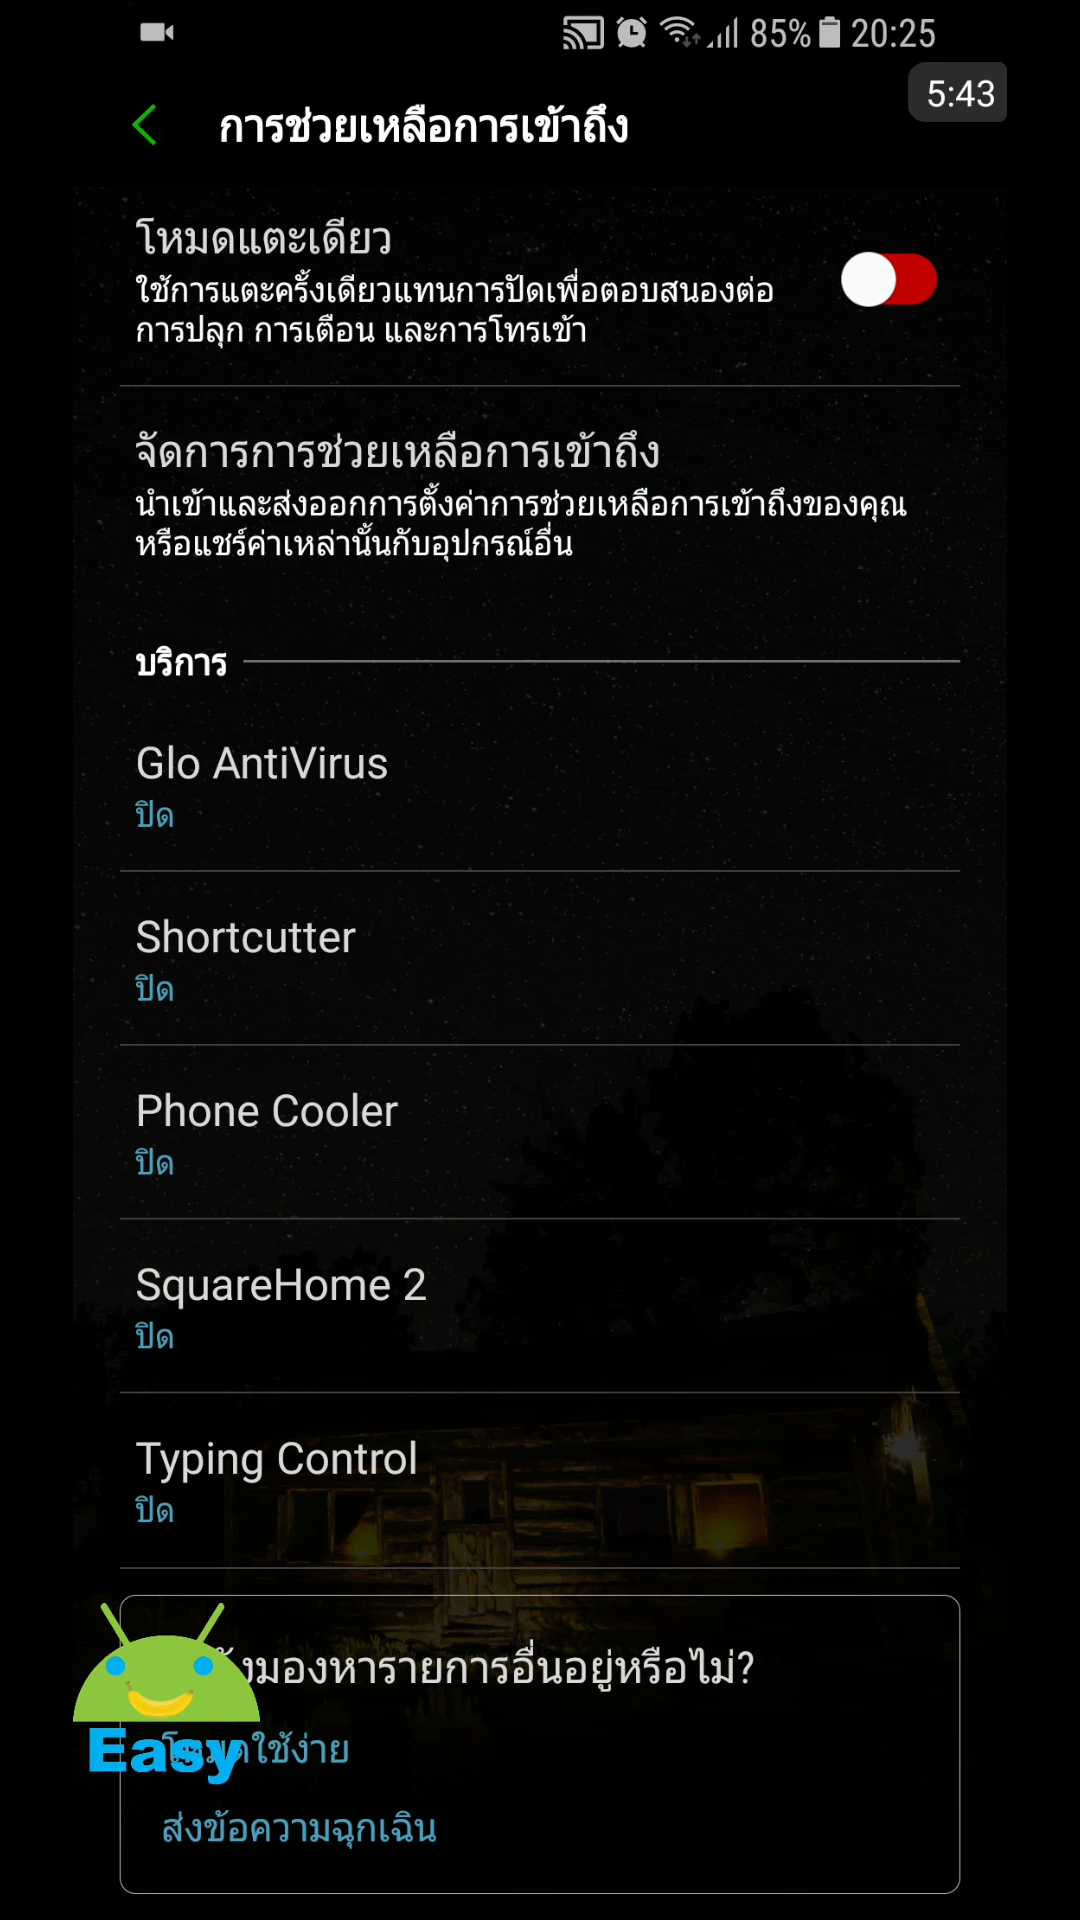 85% 20:25
5:43
การช่วยเหลือการเข้าถึง
โหมดแตะเดียว
ใช้การแตะครั้งเดียวแทนการปัดเพื่อตอบสนองต่อ
การปลุก การเตือน และการโทรเข้า
จัดการการช่วยเหลือการเข้าถึง
นำเข้าและส่งออกการตั้งค่าการช่วยเหลือการเข้าถึงของคุณ
หรือแชร์ค่าเหล่านั้นกับอุปกรณ์อื่น
บริการ
Glo AntiVirus
ปิด
Shortcutter
ปิด
Phone Cooler
ปิด
SquareHome 2
ปิด
Typing Control
ปิด
มองหารายการอื่นอยู่หรือไม่?
Easy
ใช้ง่าย
ส่งข้อความฉุกเฉิน